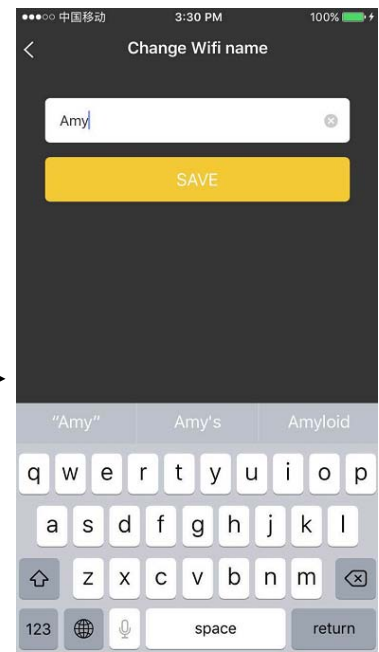 中国移动 3:30 PM 100%
Change Wifi name
Amy
SAVE
“Amy” Amy's Amyloid
q w e r t y u i o p
a s d f g h j k l
z x c v b n m
123 space return